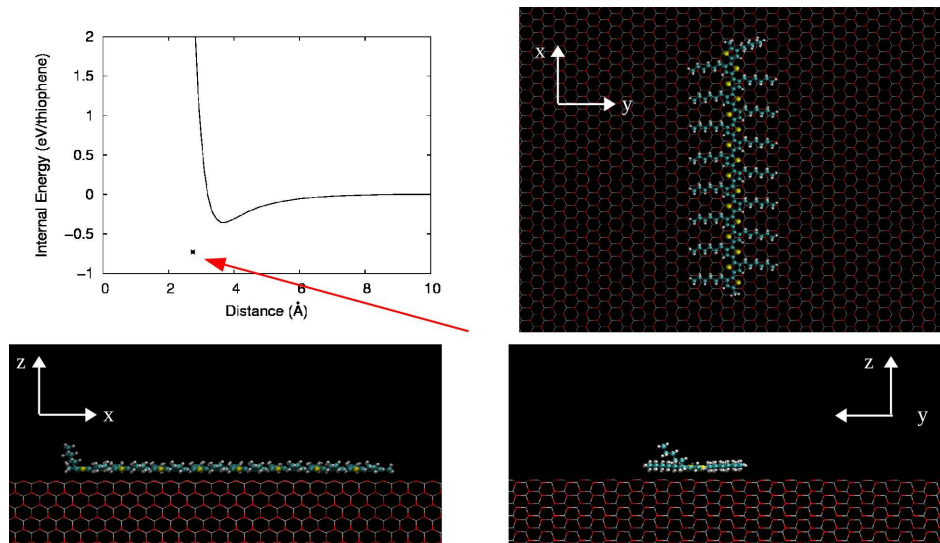 2
1.5
1
0.5
0
−0.5
−1
Internal Energy (eV/thiophene)
0 2 4 6 8 10
Distance (Å)
x
y
z
x
z
y